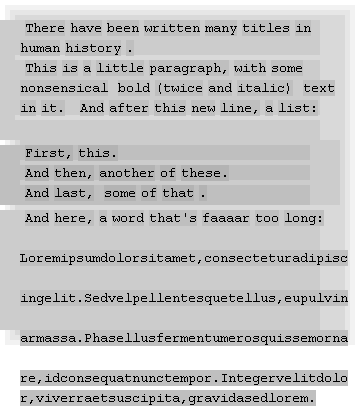 There have been written many titles in
human history .
This is a little paragraph, with some
nonsensical bold (twice and italic) text
in it. And after this new line, a list:
First, this.
And then, another of these.
And last, some of that .
And here, a word that's faaaar too long:
Loremipsumdolorsitamet,consecteturadipisc
ingelit.Sedvelpellentesquetellus,eupulvin
armassa.Phasellusfermentumerosquissemorna
re,idconsequatnunctempor.Integervelitdolo
r,viverraetsuscipita,gravidasedlorem.